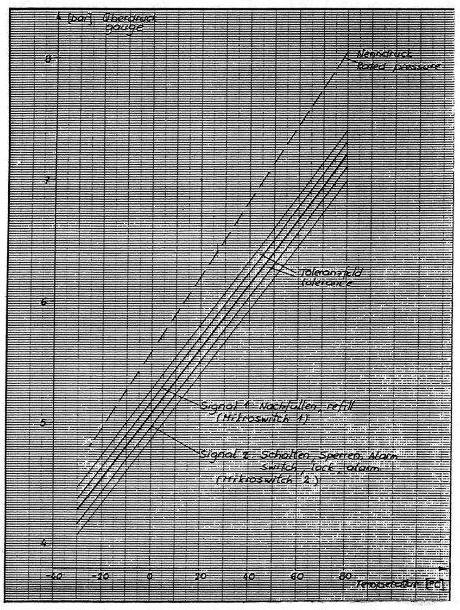 [bar] Überdruck
gauge
8
Nenndruck
Rated pressure
7
Toleranzfeld
tolerance
6
Signal 1 Nachfüllen, refill
(Mikroswitch 1)
5
Signal 2 Schalten, Sperren, Alarm
switch lock, alarm
(Mikroswitch 2)
4
-40 -20 0 20 40 60 80
Temperatur [°C]